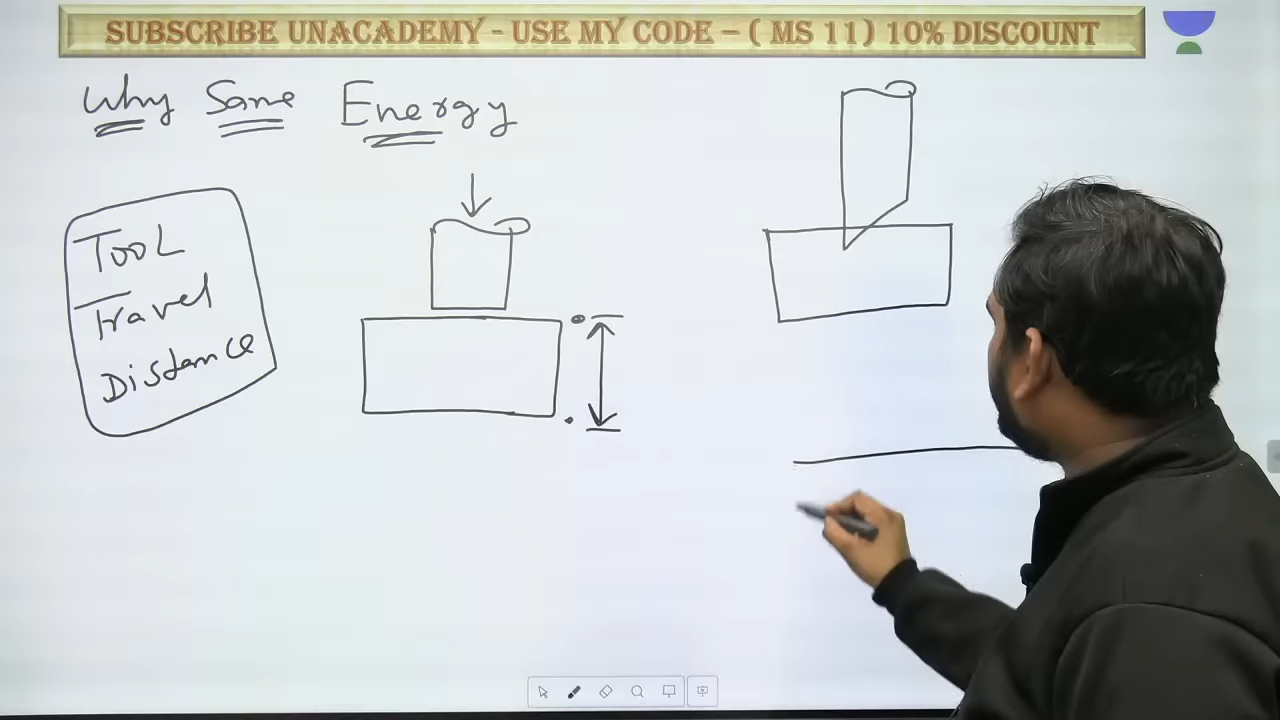 SUBSCRIBE UNACADEMY - USE MY CODE – ( MS 11) 10% DISCOUNT
Why Same Energy
Tool
Travel
Distance